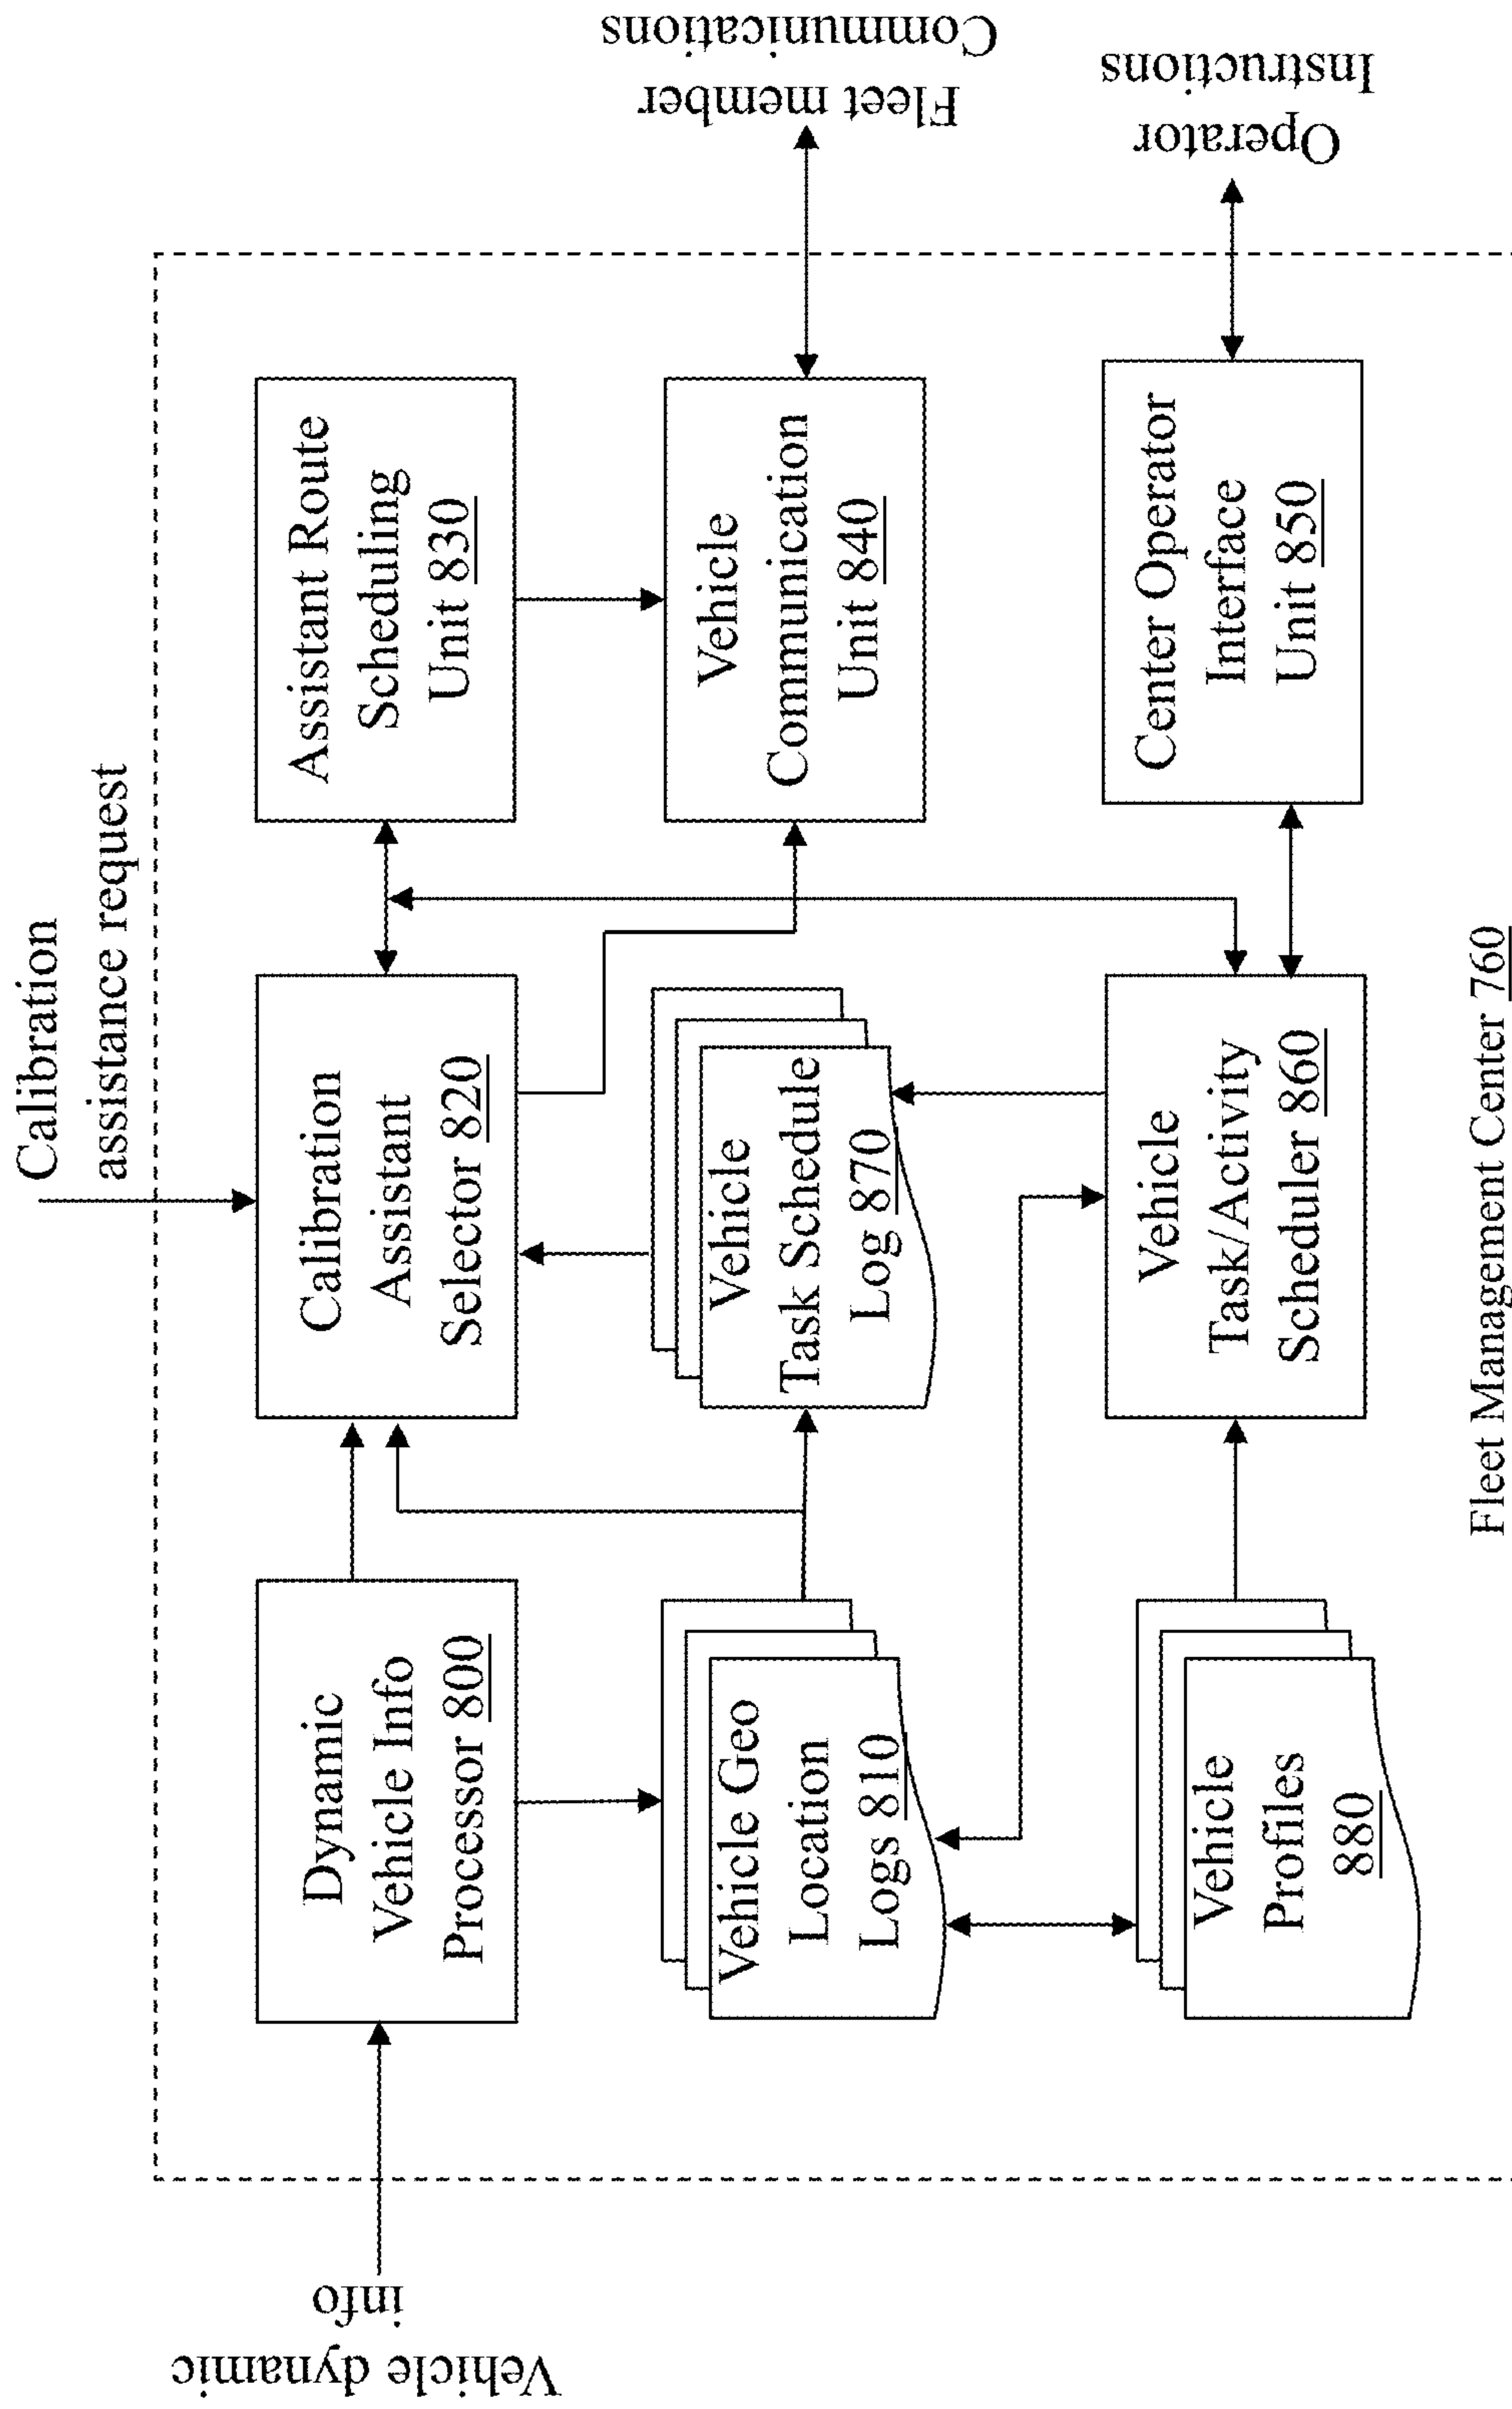 Calibration
assistance request
Vehicle dynamic
info
Dynamic
Vehicle Info
Processor 800
Calibration
Assistant
Selector 820
Assistant Route
Scheduling
Unit 830
Vehicle Geo
Location
Logs 810
Vehicle
Task Schedule
Log 870
Vehicle
Communication
Unit 840
Fleet member
Communications
Vehicle
Profiles
880
Vehicle
Task/Activity
Scheduler 860
Center Operator
Interface
Unit 850
Operator
Instructions
Fleet Management Center 760